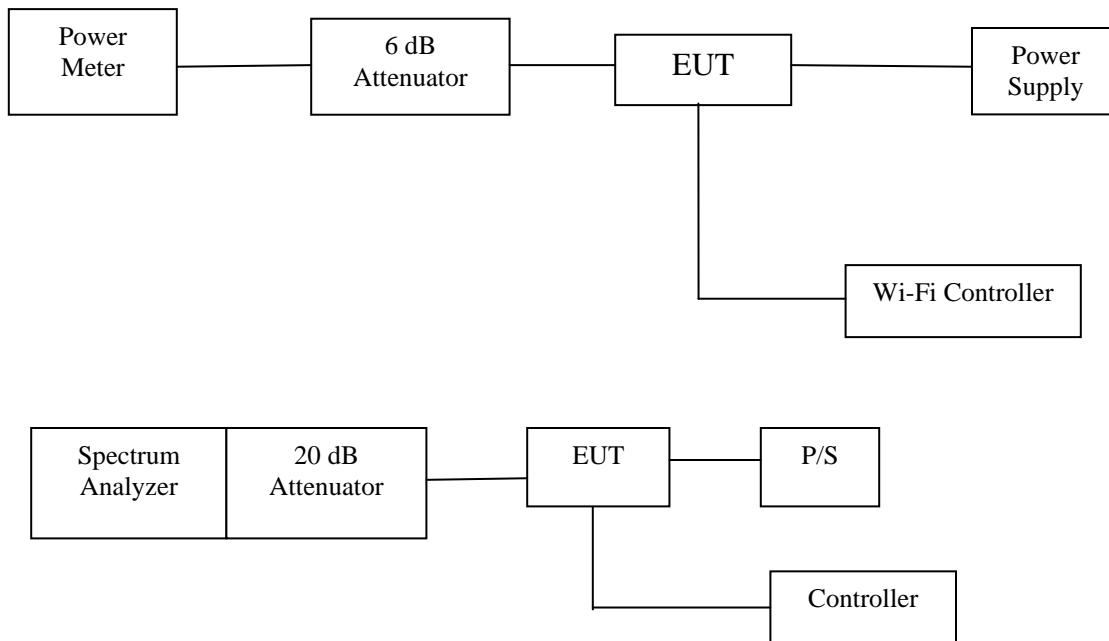 Power
Meter
6 dB
Attenuator
EUT
Power
Supply
Wi-Fi Controller
Spectrum
Analyzer
20 dB
Attenuator
EUT
P/S
Controller